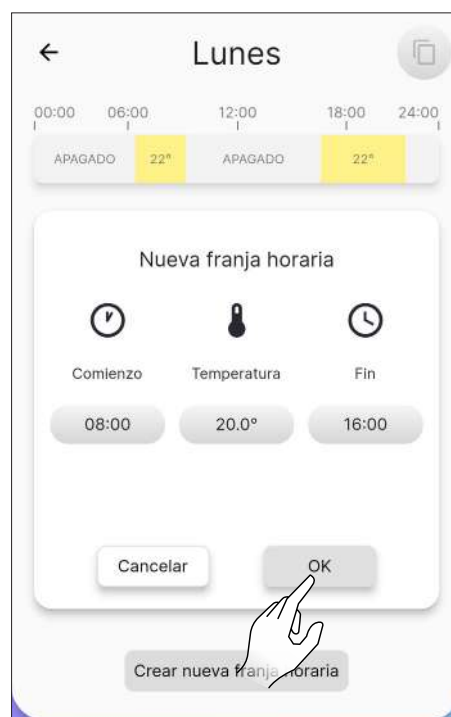 Lunes
00:00 06:00 12:00 18:00 24:00
APAGADO 22° APAGADO 22°
Nueva franja horaria
Comienzo Temperatura Fin
08:00 20.0° 16:00
Cancelar OK
Crear nueva franja horaria